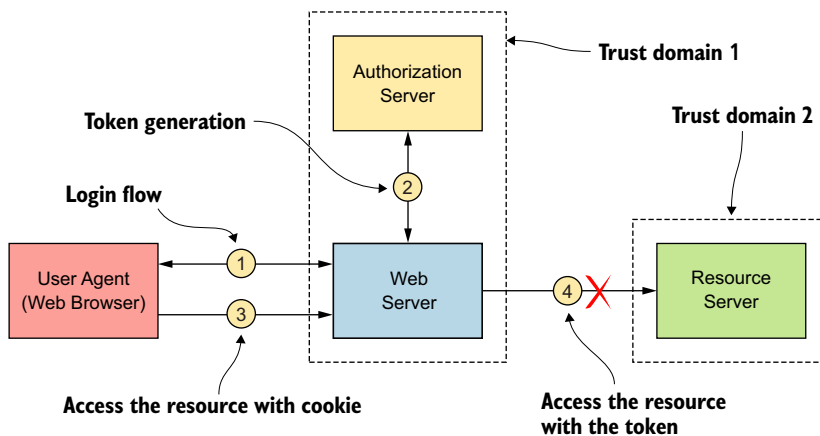 Trust domain 1
Authorization
Server
Token generation
Trust domain 2
2
Login flow
User Agent
(Web Browser)
1
3
Web
Server
4
Resource
Server
Access the resource with cookie
Access the resource
with the token